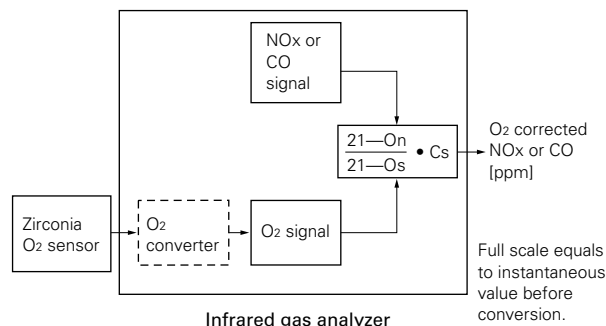 NOx or
CO
signal
21—On
21—Os
• Cs
O2 corrected
NOx or CO
[ppm]
Zirconia
O2 sensor
O2
converter
O2 signal
Full scale equals
to instantaneous
value before
conversion.
Infrared gas analyzer